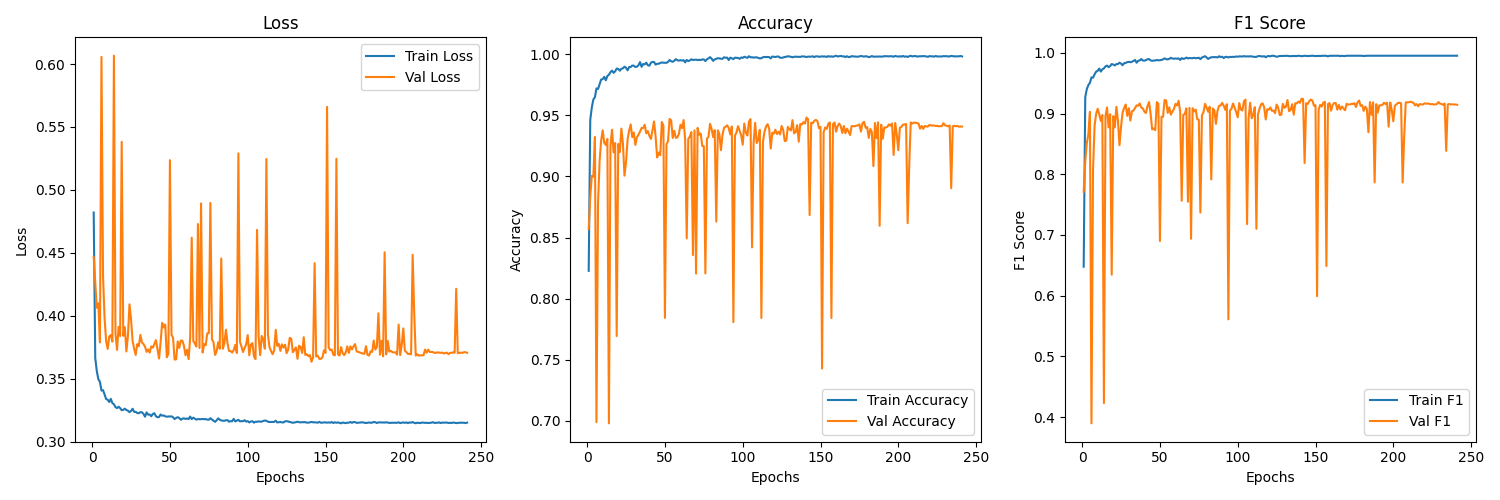 Loss
Train Loss
Val Loss
0.60
0.55
0.50
0.45
0.40
0.35
0.30
Loss
0
50
100
150
200
250
Epochs
Accuracy
1.00
0.95
0.90
0.85
0.80
0.75
0.70
Accuracy
Train Accuracy
Val Accuracy
0
50
100
150
200
250
Epochs
F1 Score
1.0
0.9
0.8
0.7
0.6
0.5
0.4
F1 Score
Train F1
Val F1
0
50
100
150
200
250
Epochs